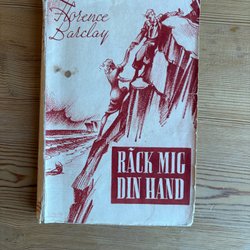 Florence
Barclay
RÄCK MIG
DIN HAND